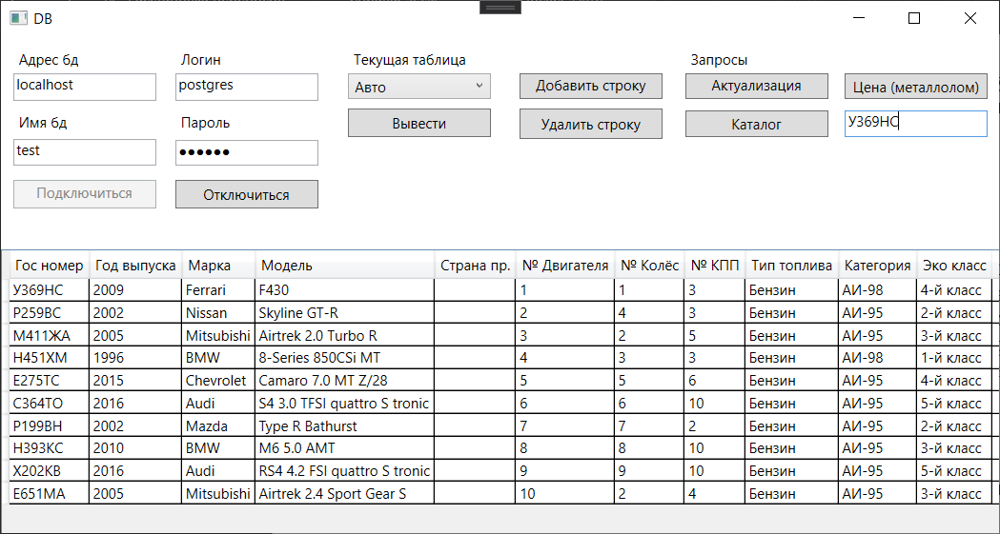 DB
Адрес бд Логин Текущая таблица Запросы
localhost postgres Авто Добавить строку Актуализация Цена (металлолом)
Имя бд Пароль Вывести Удалить строку Каталог У369НС
test ●●●●●●
Подключиться Отключиться
Гос номер Год выпуска Марка Модель Страна пр. № Двигателя № Колёс № КПП Тип топлива Категория Эко класс
У369НС 2009 Ferrari F430 1 1 3 Бензин АИ-98 4-й класс
Р259ВС 2002 Nissan Skyline GT-R 2 4 3 Бензин АИ-95 2-й класс
М411ЖА 2005 Mitsubishi Airtrek 2.0 Turbo R 3 2 5 Бензин АИ-95 3-й класс
Н451ХМ 1996 BMW 8-Series 850CSi MT 4 3 3 Бензин АИ-98 1-й класс
Е275ТС 2015 Chevrolet Camaro 7.0 MT Z/28 5 5 6 Бензин АИ-95 4-й класс
С364ТО 2016 Audi S4 3.0 TFSI quattro S tronic 6 6 10 Бензин АИ-95 5-й класс
Р199ВН 2002 Mazda Type R Bathurst 7 7 2 Бензин АИ-95 2-й класс
Н393КС 2010 BMW M6 5.0 AMT 8 8 10 Бензин АИ-95 3-й класс
Х202КВ 2016 Audi RS4 4.2 FSI quattro S tronic 9 9 10 Бензин АИ-95 5-й класс
Е651МА 2005 Mitsubishi Airtrek 2.4 Sport Gear S 10 2 4 Бензин АИ-95 3-й класс